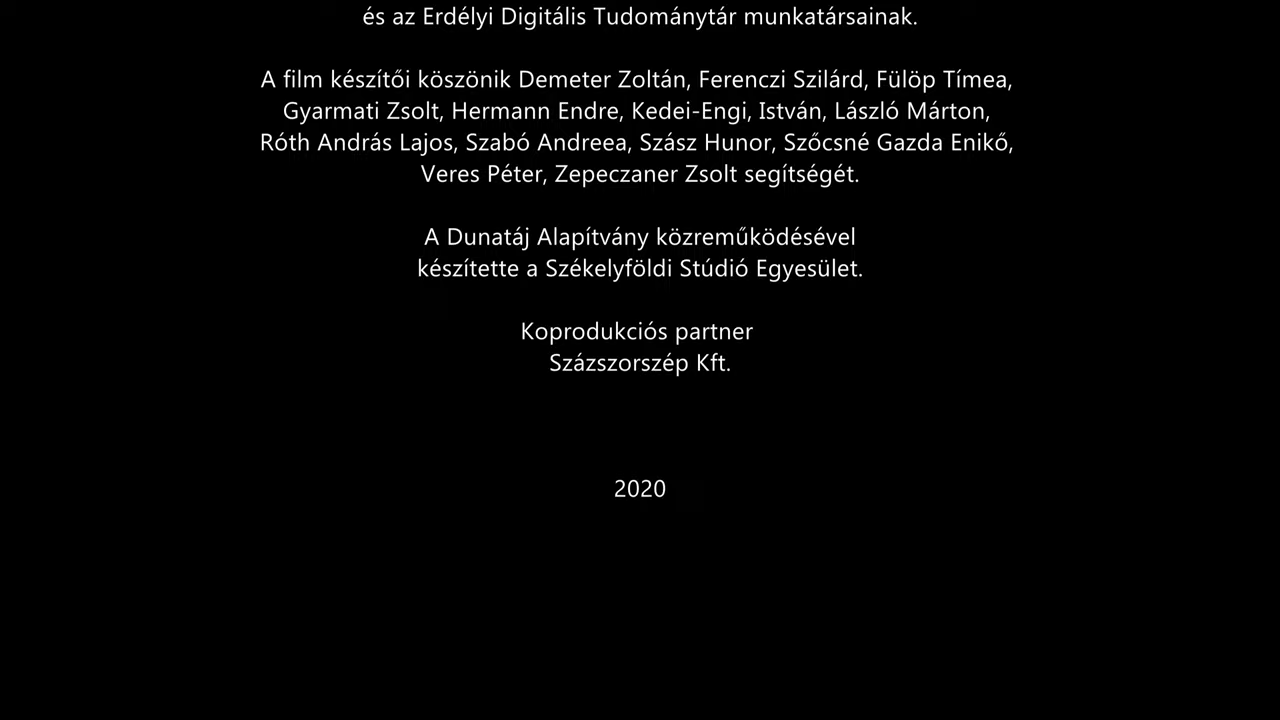 és az Erdélyi Digitális Tudománytár munkatársainak.
A film készítői köszönik Demeter Zoltán, Ferenczi Szilárd, Fülöp Tímea,
Gyarmati Zsolt, Hermann Endre, Kedei-Engi, István, László Márton,
Róth András Lajos, Szabó Andreea, Szász Hunor, Szőcsné Gazda Enikő,
Veres Péter, Zepeczaner Zsolt segítségét.
A Dunatáj Alapítvány közreműködésével
készítette a Székelyföldi Stúdió Egyesület.
Koprodukciós partner
Százszorszép Kft.
2020